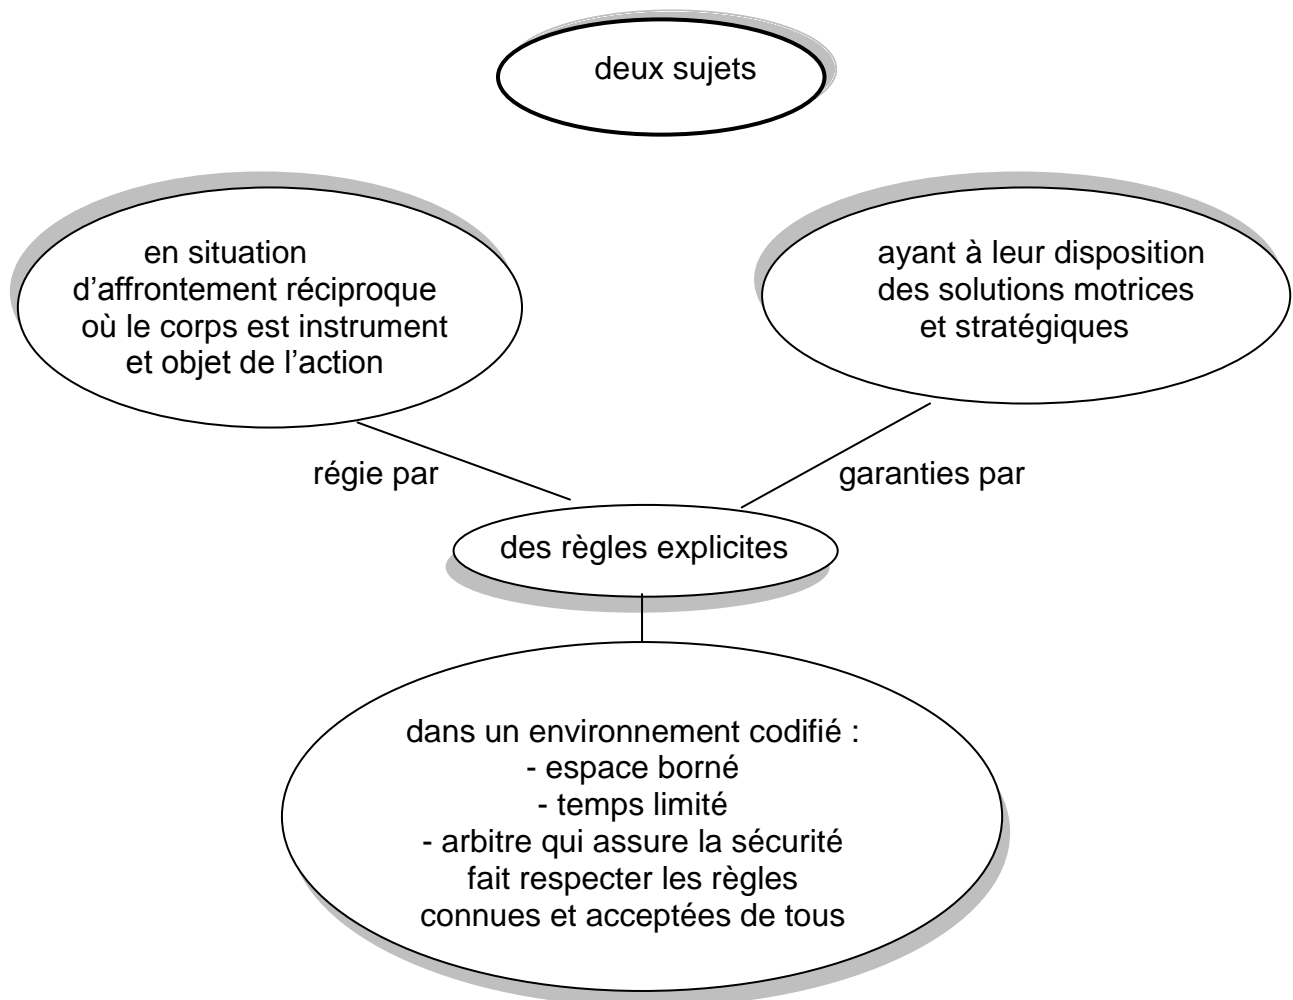 deux sujets
en situation
d'affrontement réciproque
où le corps est instrument
et objet de l'action
ayant à leur disposition
des solutions motrices
et stratégiques
régie par
garanties par
des règles explicites
dans un environnement codifié :
- espace borné
- temps limité
- arbitre qui assure la sécurité
fait respecter les règles
connues et acceptées de tous